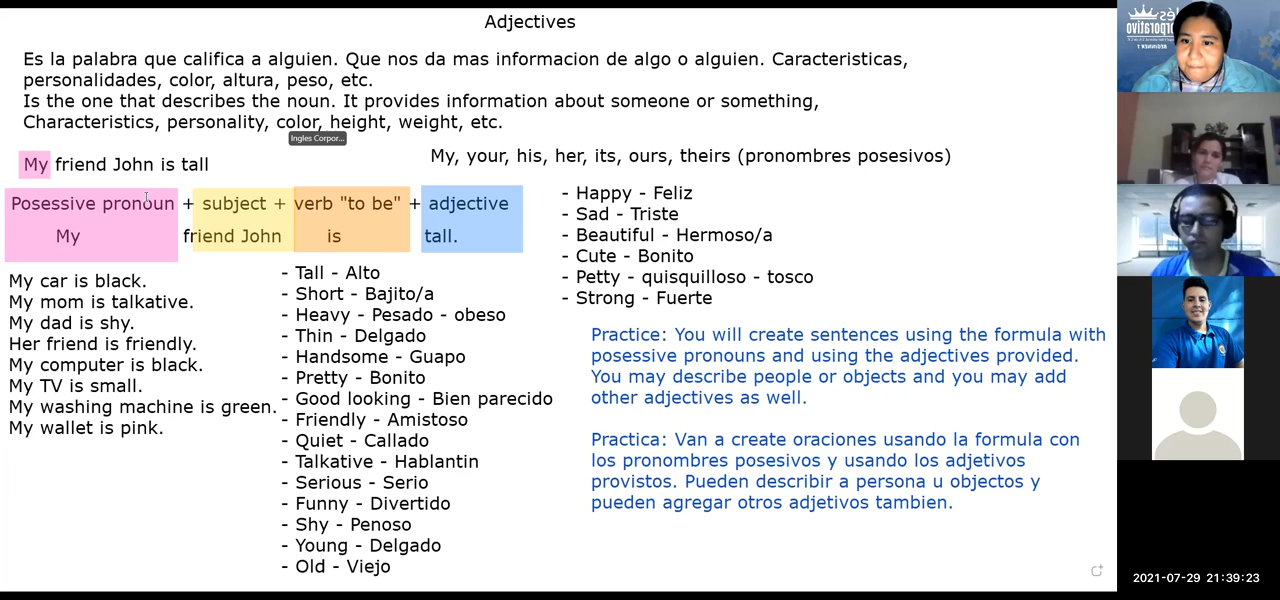 Adjectives
Es la palabra que califica a alguien. Que nos da mas informacion de algo o alguien. Caracteristicas,
personalidades, color, altura, peso, etc.
Is the one that describes the noun. It provides information about someone or something,
Characteristics, personality, color, height, weight, etc.
Ingles Corpor...
My friend John is tall
My, your, his, her, its, ours, theirs (pronombres posesivos)
Posessive pronoun + subject + verb "to be" + adjective
My friend John is tall.
My car is black.
My mom is talkative.
My dad is shy.
Her friend is friendly.
My computer is black.
My TV is small.
My washing machine is green.
My wallet is pink.
- Tall - Alto
- Short - Bajito/a
- Heavy - Pesado - obeso
- Thin - Delgado
- Handsome - Guapo
- Pretty - Bonito
- Good looking - Bien parecido
- Friendly - Amistoso
- Quiet - Callado
- Talkative - Hablantin
- Serious - Serio
- Funny - Divertido
- Shy - Penoso
- Young - Delgado
- Old - Viejo
- Happy - Feliz
- Sad - Triste
- Beautiful - Hermoso/a
- Cute - Bonito
- Petty - quisquilloso - tosco
- Strong - Fuerte
Practice: You will create sentences using the formula with
posessive pronouns and using the adjectives provided.
You may describe people or objects and you may add
other adjectives as well.
Practica: Van a create oraciones usando la formula con
los pronombres posesivos y usando los adjetivos
provistos. Pueden describir a persona u objectos y
pueden agregar otros adjetivos tambien.
2021-07-29 21:39:23